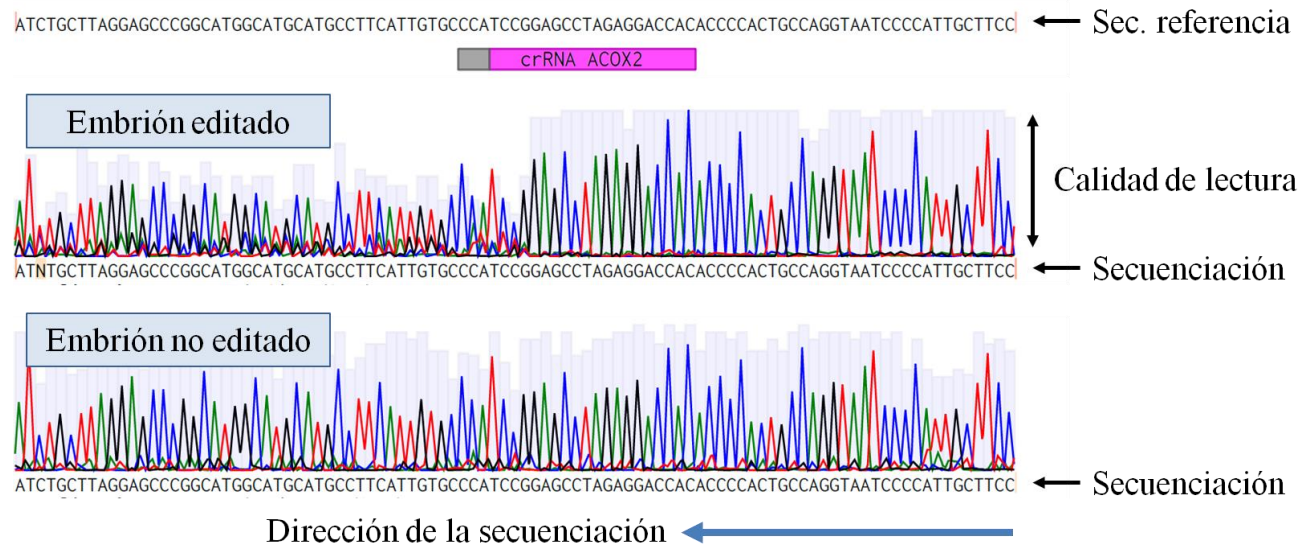 ATCTGCTTAGGAGCCCGGCATGGCATGCATGCCTTCATTGTGCCCATCCGGAGCCTAGAGGACCACACCCCACTGCCAGGTAATCCCCATTGCTTCC
Sec. referencia
crRNA ACOX2
Embrión editado
Calidad de lectura
ATNTGCTTAGGAGCCCGGCATGGCATGCATGCCTTCATTGTGCCCATCCGGAGCCTAGAGGACCACACCCCACTGCCAGGTAATCCCCATTGCTTCC
Secuenciación
Embrión no editado
ATCTGCTTAGGAGCCCGGCATGGCATGCATGCCTTCATTGTGCCCATCCGGAGCCTAGAGGACCACACCCCACTGCCAGGTAATCCCCATTGCTTCC
Secuenciación
Dirección de la secuenciación